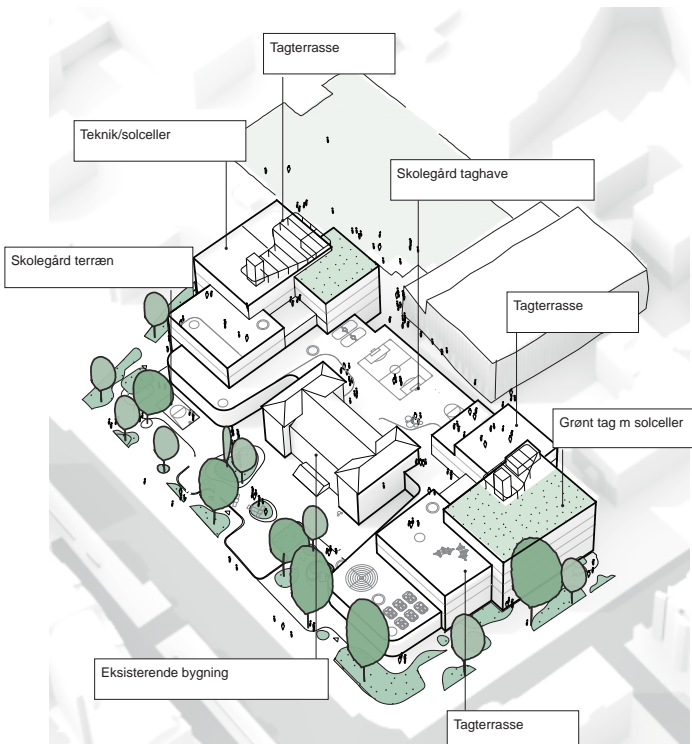 Tagterrasse
Teknik/solceller
Skolegård taghave
Skolegård terræn
Tagterrasse
Grønt tag m solceller
Eksisterende bygning
Tagterrasse